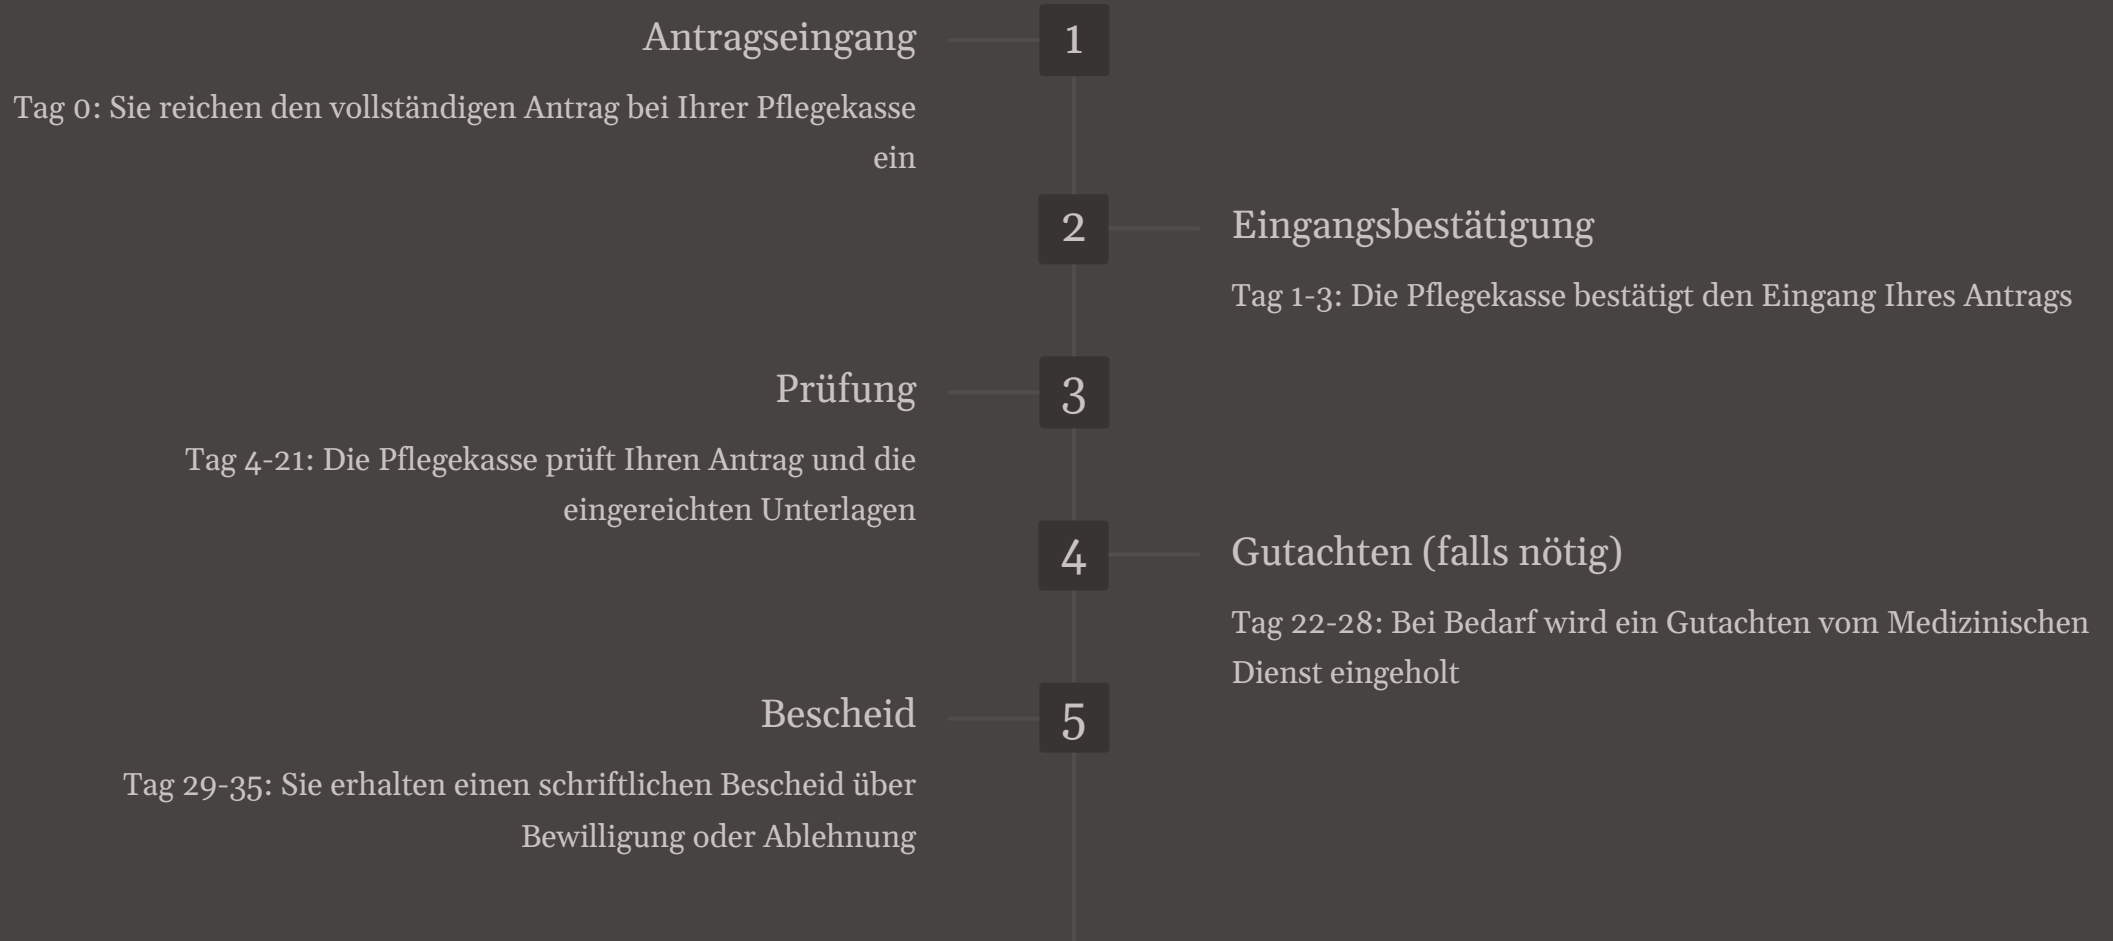 Antragseingang
1
Tag 0: Sie reichen den vollständigen Antrag bei Ihrer Pflegekasse
ein
2
Eingangsbestätigung
Tag 1-3: Die Pflegekasse bestätigt den Eingang Ihres Antrags
Prüfung
3
Tag 4-21: Die Pflegekasse prüft Ihren Antrag und die
eingereichten Unterlagen
4
Gutachten (falls nötig)
Tag 22-28: Bei Bedarf wird ein Gutachten vom Medizinischen
Dienst eingeholt
Bescheid
5
Tag 29-35: Sie erhalten einen schriftlichen Bescheid über
Bewilligung oder Ablehnung